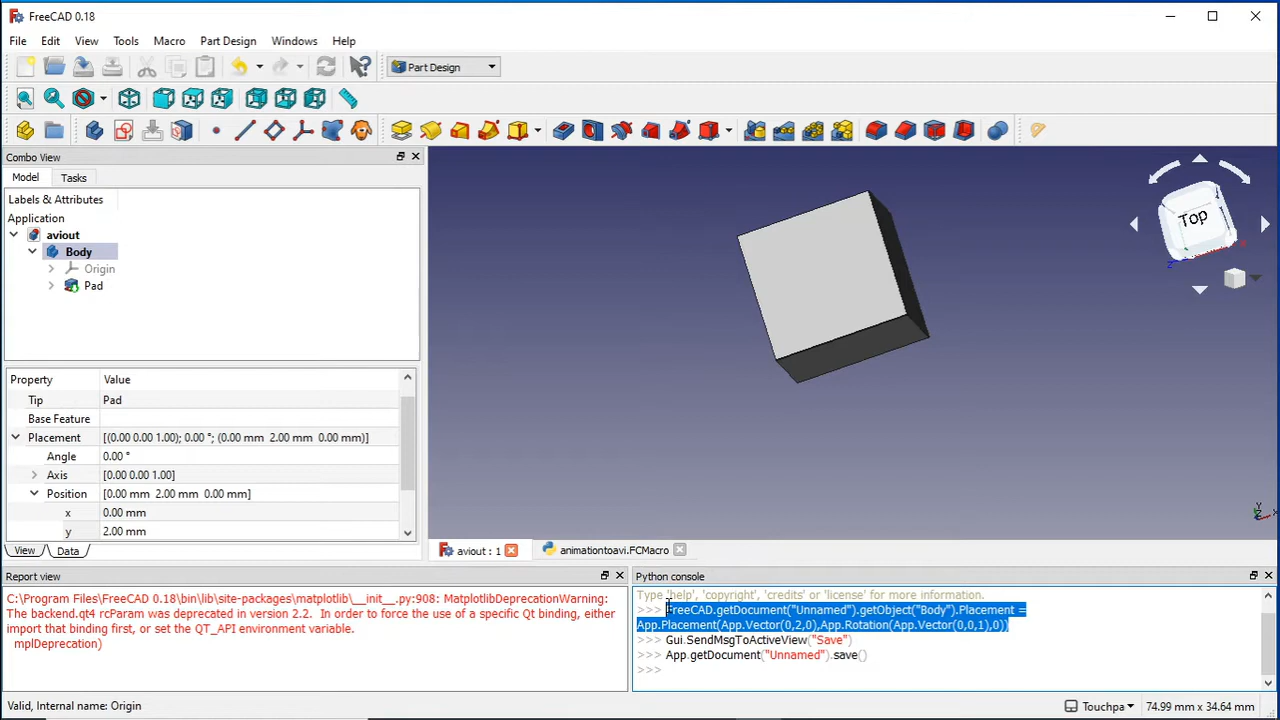 FreeCAD 0.18
File Edit View Tools Macro Part Design Windows Help
Part Design
Combo View
Model Tasks
Labels & Attributes
Application
aviout
Body
Origin
Pad
Top
Property Value
Tip Pad
Base Feature
Placement [(0.00 0.00 1.00); 0.00 °; (0.00 mm  2.00 mm  0.00 mm)]
Angle 0.00 °
Axis [0.00 0.00 1.00]
Position [0.00 mm  2.00 mm  0.00 mm]
x 0.00 mm
y 2.00 mm
View Data
aviout : 1 animationtoavi.FCMacro
Report view
C:\Program Files\FreeCAD 0.18\bin\lib\site-packages\matplotlib\__init__.py:908: MatplotlibDeprecationWarning:
The backend.qt4 rcParam was deprecated in version 2.2.  In order to force the use of a specific Qt binding, either
import that binding first, or set the QT_API environment variable.
mplDeprecation)
Python console
Type 'help', 'copyright', 'credits' or 'license' for more information.
>>> FreeCAD.getDocument("Unnamed").getObject("Body").Placement =
App.Placement(App.Vector(0,2,0),App.Rotation(App.Vector(0,0,1),0))
>>> Gui.SendMsgToActiveView("Save")
>>> App.getDocument("Unnamed").save()
>>>
Valid, Internal name: Origin
Touchpa
74.99 mm x 34.64 mm